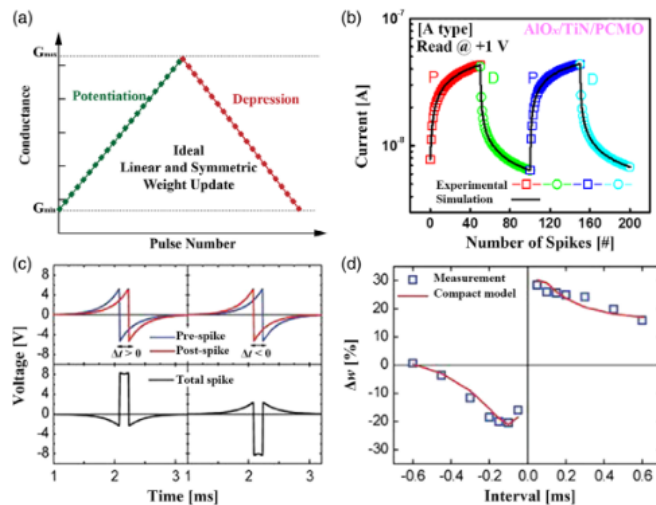 (a)
Gmax
Conductance
Potentiation
Depression
Ideal
Linear and Symmetric
Weight Update
Gmin
Pulse Number
(b)
10⁻⁷
[A type]
AlOx/TiN/PCMO
Read @ +1 V
P
D
P
D
Current [A]
10⁻⁸
Experimental
Simulation
0 40 80 120 160 200
Number of Spikes [#]
(c)
8
4
0
-4
-8
Pre-spike
Post-spike
Δt > 0
Δt < 0
Voltage [V]
8
4
0
-4
-8
Total spike
1 2 3 1 2 3
Time [ms]
(d)
30
20
10
0
-10
-20
-30
Measurement
Compact model
Δw [%]
-0.6 -0.4 -0.2 0.0 0.2 0.4 0.6
Interval [ms]